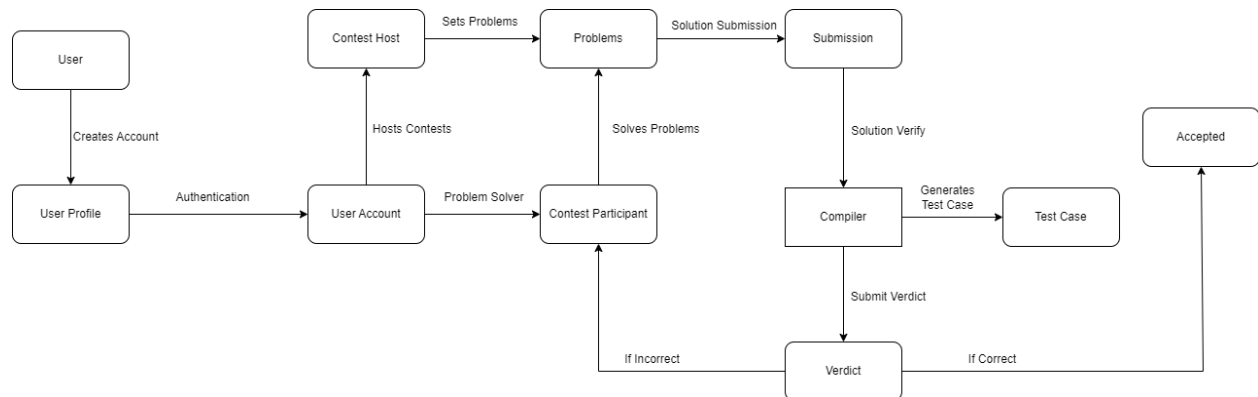 User
Creates Account
User Profile
Authentication
User Account
Hosts Contests
Contest Host
Sets Problems
Problems
Problem Solver
Contest Participant
Solves Problems
Solution Submission
Submission
Solution Verify
Compiler
Generates
Test Case
Test Case
Submit Verdict
Verdict
If Incorrect
If Correct
Accepted